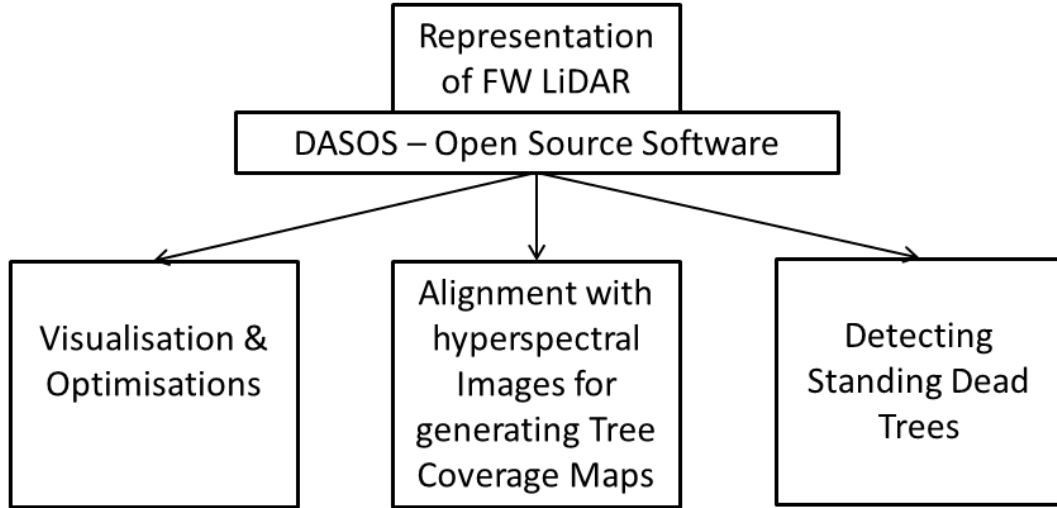 Representation
of FW LiDAR
DASOS – Open Source Software
Visualisation &
Optimisations
Alignment with
hyperspectral
Images for
generating Tree
Coverage Maps
Detecting
Standing Dead
Trees